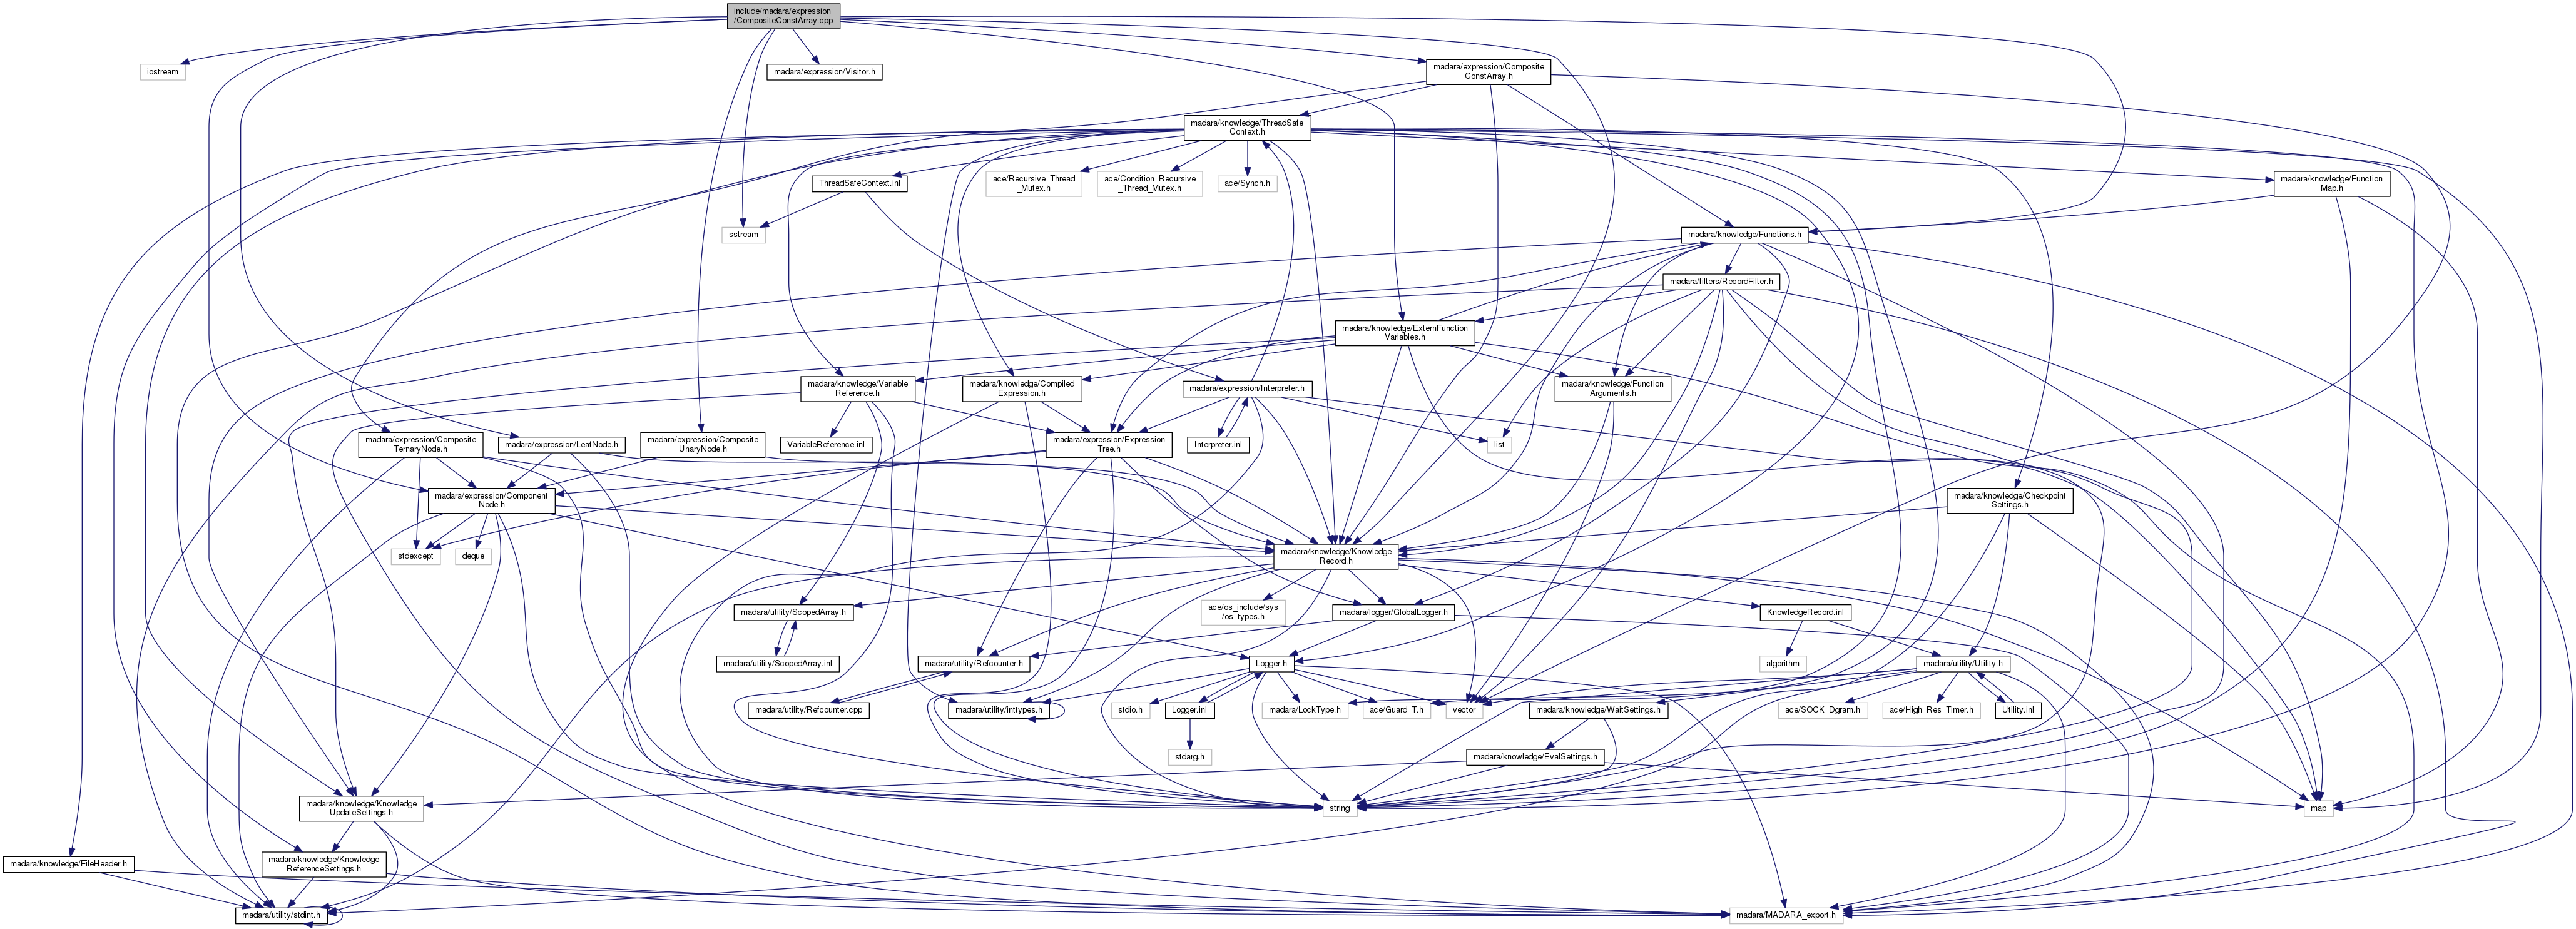 include/madara/expression
/CompositeConstArray.cpp
iostream
madara/expression/Visitor.h
madara/expression/Composite
ConstArray.h
madara/knowledge/ThreadSafe
Context.h
ThreadSafeContext.inl
ace/Recursive_Thread
_Mutex.h
ace/Condition_Recursive
_Thread_Mutex.h
ace/Synch.h
madara/knowledge/Function
Map.h
sstream
madara/knowledge/Functions.h
madara/filters/RecordFilter.h
madara/knowledge/ExternFunction
Variables.h
madara/knowledge/Variable
Reference.h
madara/knowledge/Compiled
Expression.h
madara/expression/Interpreter.h
madara/knowledge/Function
Arguments.h
madara/expression/Composite
TernaryNode.h
madara/expression/LeafNode.h
madara/expression/Composite
UnaryNode.h
VariableReference.inl
madara/expression/Expression
Tree.h
Interpreter.inl
list
madara/expression/Component
Node.h
madara/knowledge/Checkpoint
Settings.h
stdexcept
deque
madara/knowledge/Knowledge
Record.h
madara/utility/ScopedArray.h
ace/os_include/sys
/os_types.h
madara/logger/GlobalLogger.h
KnowledgeRecord.inl
madara/utility/ScopedArray.inl
madara/utility/Refcounter.h
Logger.h
algorithm
madara/utility/Utility.h
madara/utility/Refcounter.cpp
madara/utility/inttypes.h
stdio.h
Logger.inl
madara/LockType.h
ace/Guard_T.h
vector
madara/knowledge/WaitSettings.h
ace/SOCK_Dgram.h
ace/High_Res_Timer.h
Utility.inl
stdarg.h
madara/knowledge/EvalSettings.h
madara/knowledge/Knowledge
UpdateSettings.h
string
map
madara/knowledge/FileHeader.h
madara/knowledge/Knowledge
ReferenceSettings.h
madara/utility/stdint.h
madara/MADARA_export.h